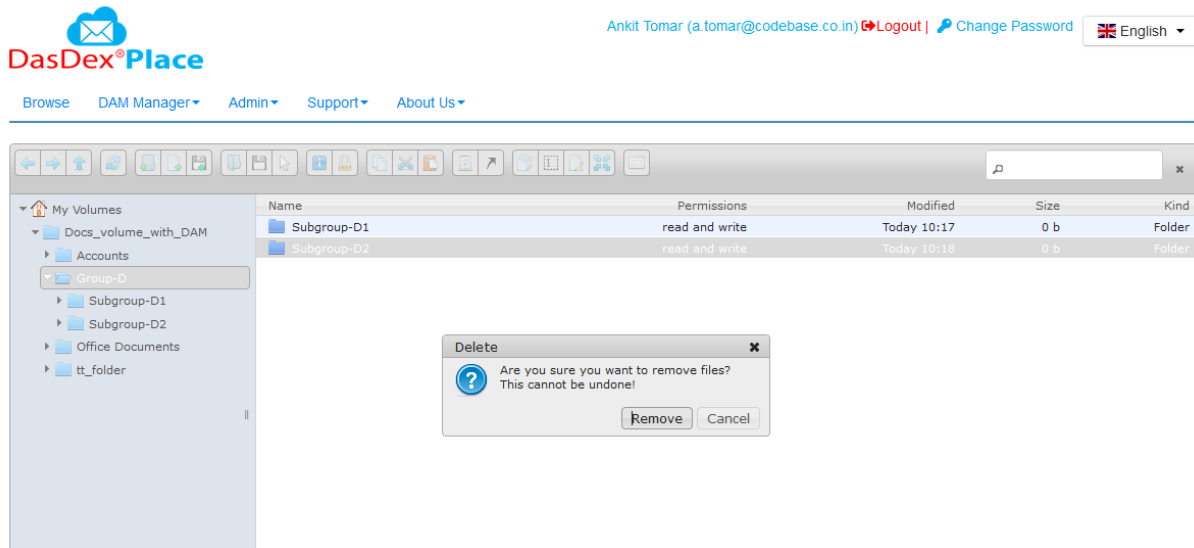 Ankit Tomar (a.tomar@codebase.co.in) Logout | Change Password English
DasDex®Place
Browse DAM Manager Admin Support About Us
My Volumes
Docs_volume_with_DAM
Accounts
Group-D
Subgroup-D1
Subgroup-D2
Office Documents
tt_folder
Name Permissions Modified Size Kind
Subgroup-D1 read and write Today 10:17 0 b Folder
Subgroup-D2 read and write Today 10:18 0 b Folder
Delete
Are you sure you want to remove files?
This cannot be undone!
Remove Cancel